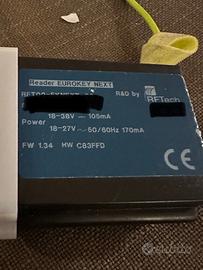 Reader EUROKEY NEXT
R&D by
RFTech
18-38V ⎓ 105mA
Power
18-27V ~ 50/60Hz 170mA
FW 1.34 HW C83FFD
CE
subito